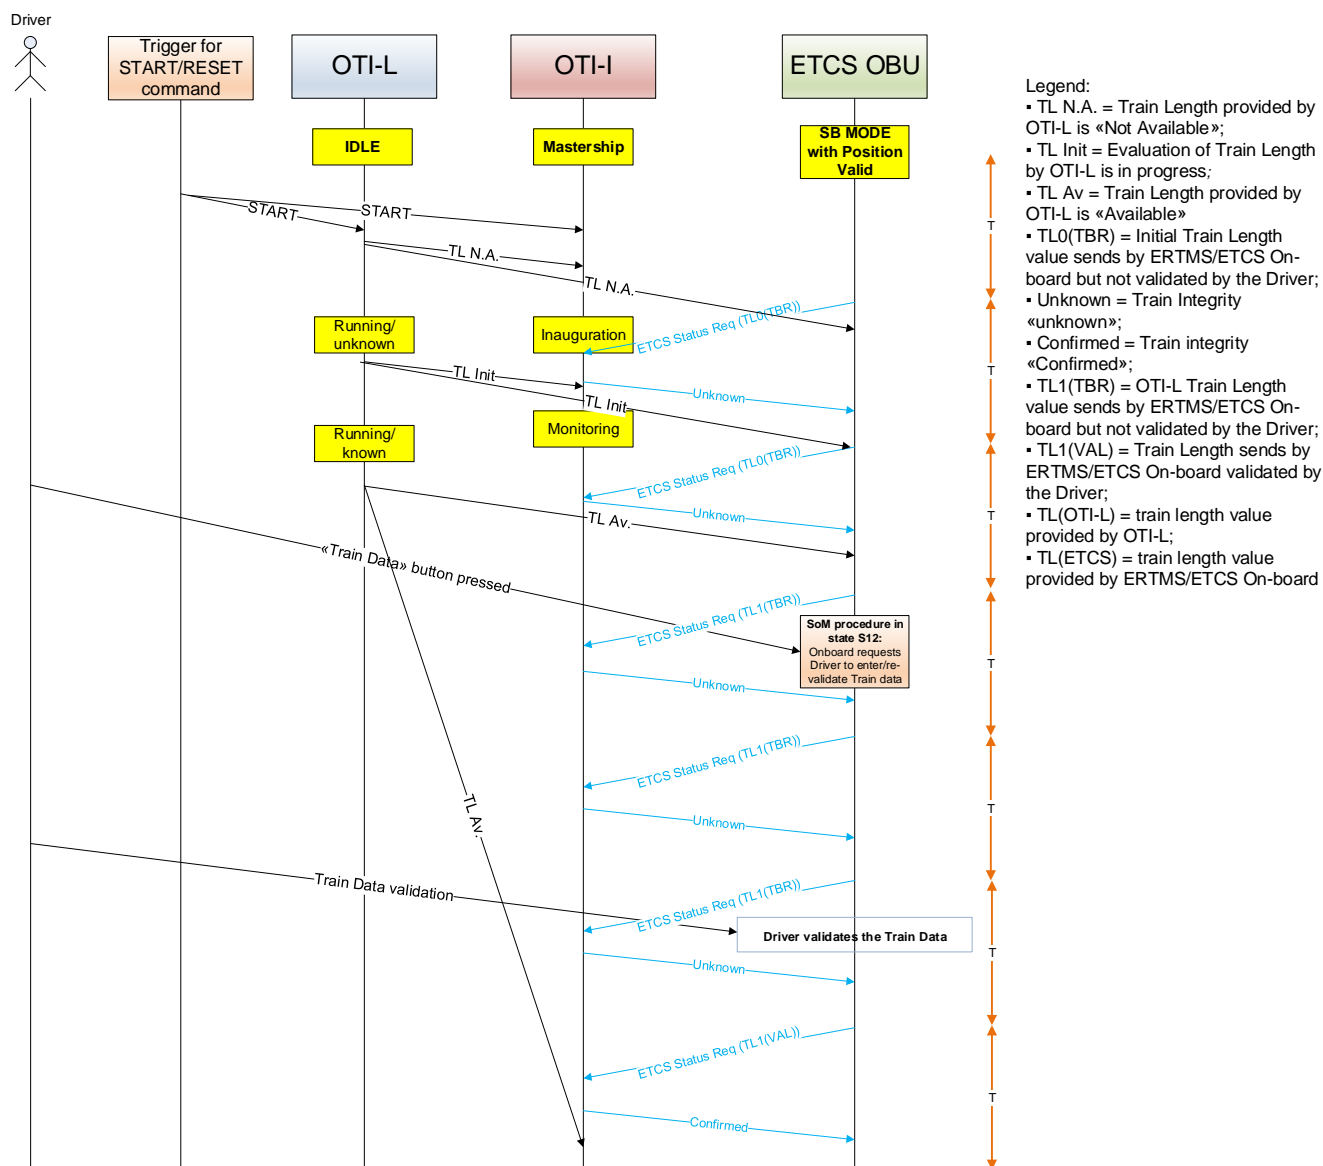 Driver
Trigger for
START/RESET
command
OTI-L
OTI-I
ETCS OBU
IDLE
Mastership
SB MODE
with Position
Valid
START
START
TL N.A.
TL N.A.
T
ETCS Status Req (TL0(TBR))
Running/
unknown
Inauguration
TL Init
TL Init
Unknown
T
Running/
known
Monitoring
ETCS Status Req (TL0(TBR))
Unknown
TL Av.
T
«Train Data» button pressed
ETCS Status Req (TL1(TBR))
SoM procedure in
state S12:
Onboard requests
Driver to enter/re-
validate Train data
Unknown
T
ETCS Status Req (TL1(TBR))
TL Av.
Unknown
T
Train Data validation
ETCS Status Req (TL1(TBR))
Driver validates the Train Data
Unknown
T
ETCS Status Req (TL1(VAL))
Confirmed
T
Legend:
▪ TL N.A. = Train Length provided by
OTI-L is «Not Available»;
▪ TL Init = Evaluation of Train Length
by OTI-L is in progress;
▪ TL Av = Train Length provided by
OTI-L is «Available»
▪ TL0(TBR) = Initial Train Length
value sends by ERTMS/ETCS On-
board but not validated by the Driver;
▪ Unknown = Train Integrity
«unknown»;
▪ Confirmed = Train integrity
«Confirmed»;
▪ TL1(TBR) = OTI-L Train Length
value sends by ERTMS/ETCS On-
board but not validated by the Driver;
▪ TL1(VAL) = Train Length sends by
ERTMS/ETCS On-board validated by
the Driver;
▪ TL(OTI-L) = train length value
provided by OTI-L;
▪ TL(ETCS) = train length value
provided by ERTMS/ETCS On-board